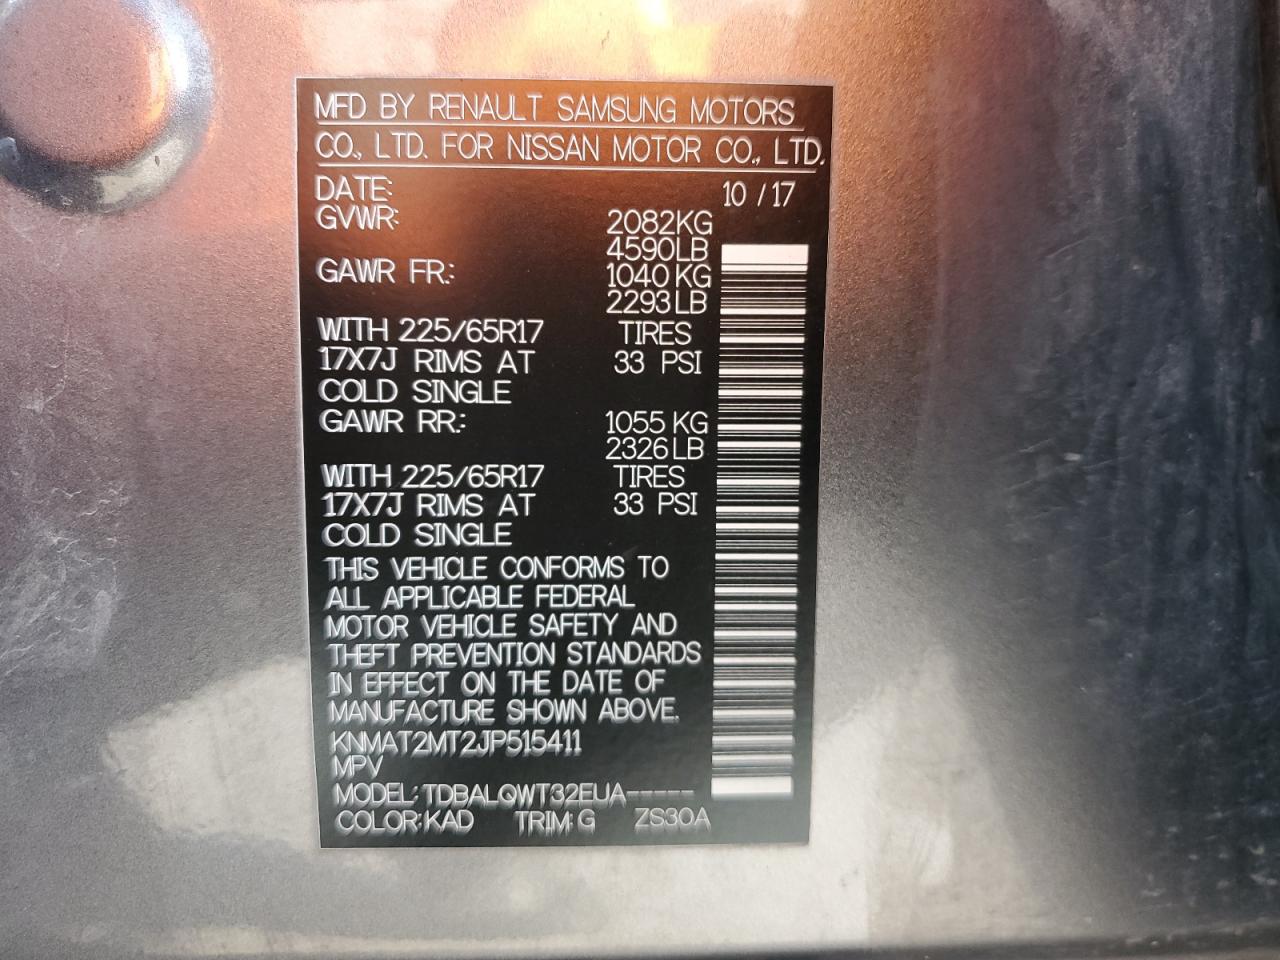 MFD BY RENAULT SAMSUNG MOTORS
CO., LTD. FOR NISSAN MOTOR CO., LTD.
DATE: 10 / 17
GVWR: 2082KG
4590LB
GAWR FR.: 1040 KG
2293LB
WITH 225/65R17 TIRES
17X7J RIMS AT 33 PSI
COLD SINGLE
GAWR RR.: 1055 KG
2326LB
WITH 225/65R17 TIRES
17X7J RIMS AT 33 PSI
COLD SINGLE
THIS VEHICLE CONFORMS TO
ALL APPLICABLE FEDERAL
MOTOR VEHICLE SAFETY AND
THEFT PREVENTION STANDARDS
IN EFFECT ON THE DATE OF
MANUFACTURE SHOWN ABOVE.
KNMAT2MT2JP515411
MPV
MODEL: TDBALQWT32EUA-----
COLOR: KAD TRIM: G ZS30A